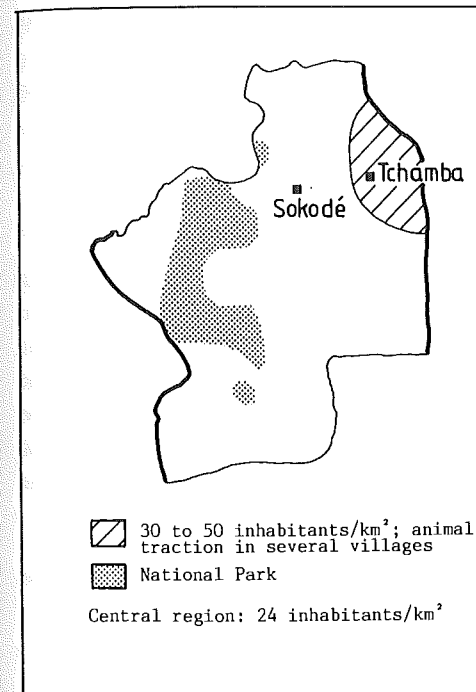 Tchamba
Sokodé
30 to 50 inhabitants/km²; animal
traction in several villages
National Park
Central region: 24 inhabitants/km²